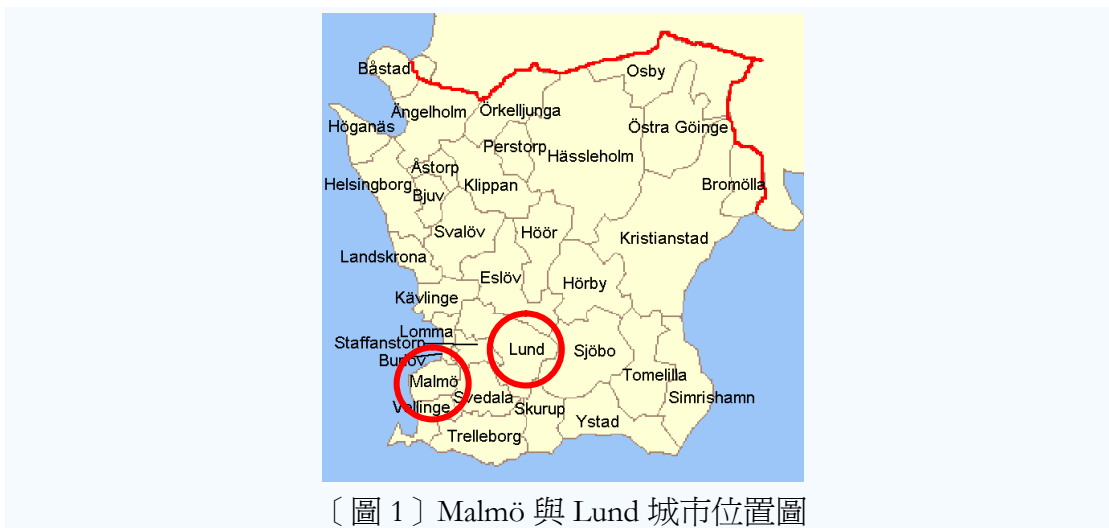 Båstad
Osby
Ängelholm
Örkelljunga
Höganäs
Östra Göinge
Perstorp
Hässleholm
Åstorp
Helsingborg
Klippan
Bromölla
Bjuv
Svalöv
Höör
Kristianstad
Landskrona
Eslöv
Hörby
Kävlinge
Lomma
Staffanstorp
Lund
Sjöbo
Burlöv
Malmö
Tomelilla
Svedala
Simrishamn
Vellinge
Skurup
Ystad
Trelleborg
〔圖 1〕Malmö 與 Lund 城市位置圖